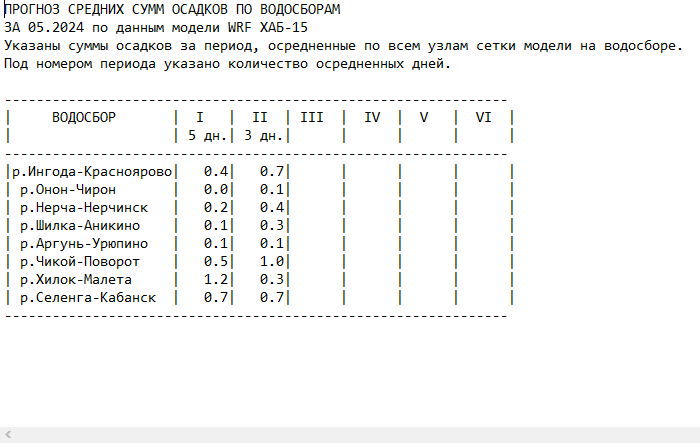 ПРОГНОЗ СРЕДНИХ СУММ ОСАДКОВ ПО ВОДОСБОРАМ
ЗА 05.2024 по данным модели WRF ХАБ-15
Указаны суммы осадков за период, осредненные по всем узлам сетки модели на водосборе.
Под номером периода указано количество осредненных дней.
---------------------------------------------------------------
| ВОДОСБОР | I | II | III | IV | V | VI |
| | 5 дн.| 3 дн.| | | | |
---------------------------------------------------------------
|р.Ингода-Красноярово| 0.4| 0.7| | | | |
| р.Онон-Чирон | 0.0| 0.1| | | | |
| р.Нерча-Нерчинск | 0.2| 0.4| | | | |
| р.Шилка-Аникино | 0.1| 0.3| | | | |
| р.Аргунь-Урюпино | 0.1| 0.1| | | | |
| р.Чикой-Поворот | 0.5| 1.0| | | | |
| р.Хилок-Малета | 1.2| 0.3| | | | |
| р.Селенга-Кабанск | 0.7| 0.7| | | | |
---------------------------------------------------------------